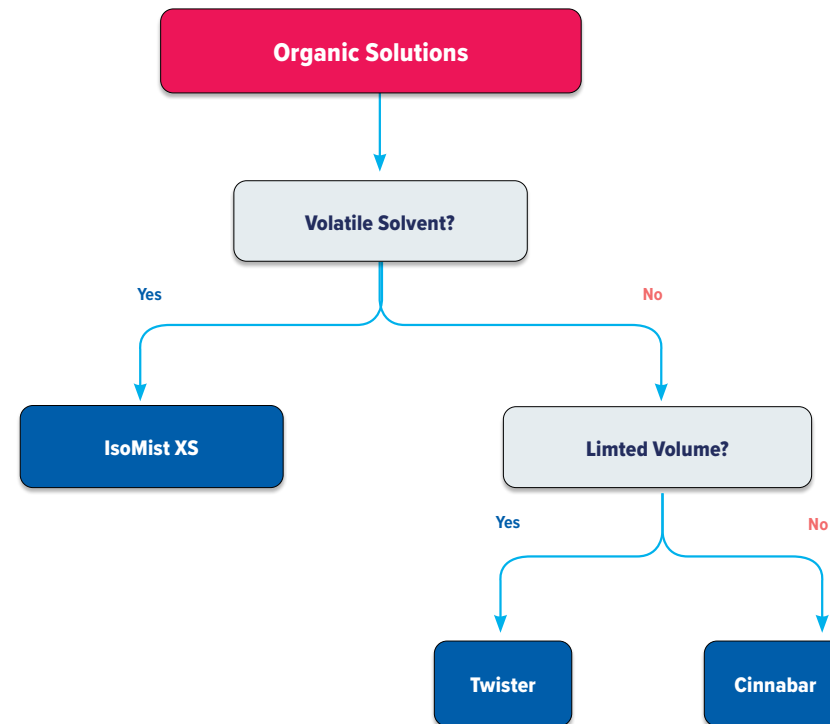 Organic Solutions
Volatile Solvent?
Yes
No
IsoMist XS
Limted Volume?
Yes
No
Twister
Cinnabar